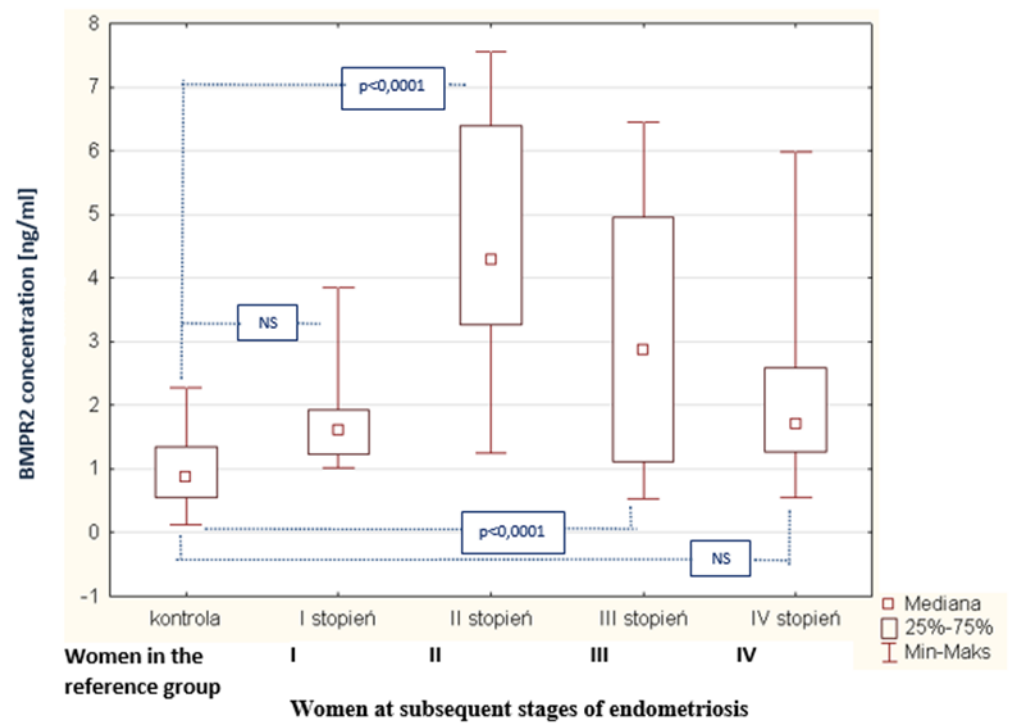 8
7
6
5
4
3
2
1
0
-1
BMPR2 concentration [ng/ml]
p<0,0001
NS
p<0,0001
NS
kontrola I stopień II stopień III stopień IV stopień
Mediana
25%-75%
Min-Maks
Women in the I II III IV
reference group
Women at subsequent stages of endometriosis